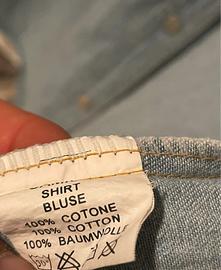 SHIRT
BLUSE
100% COTONE
100% COTTON
100% BAUMWOLLE